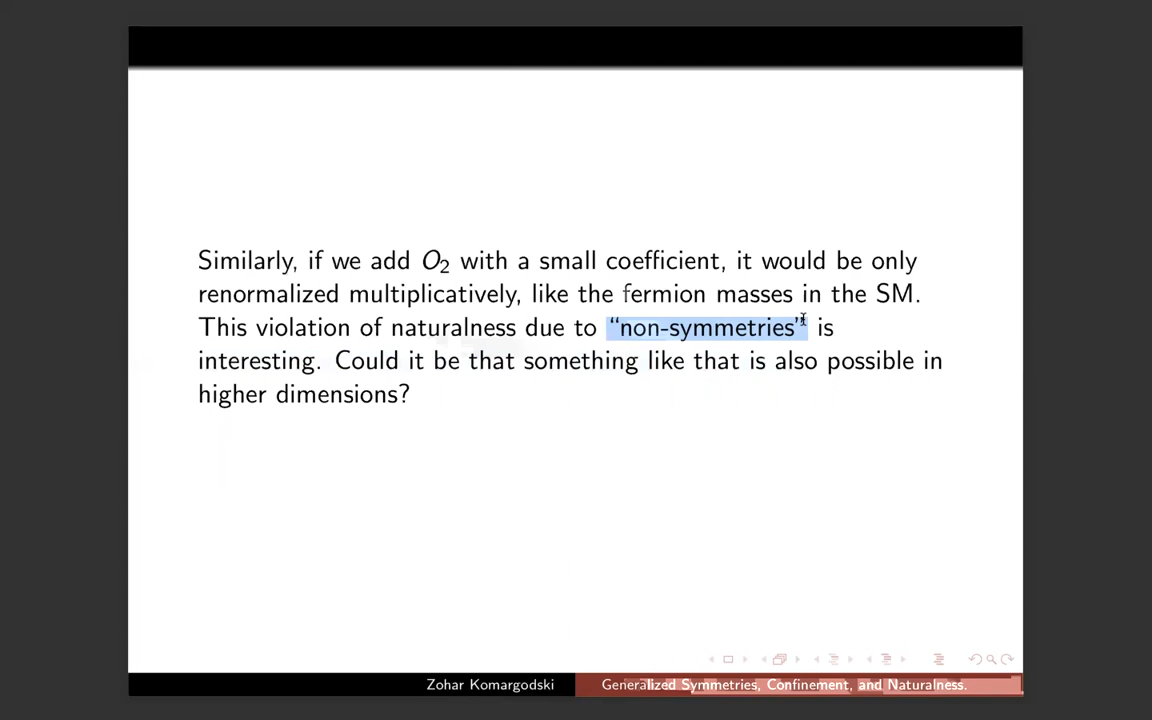 Similarly, if we add O2 with a small coefficient, it would be only
renormalized multiplicatively, like the fermion masses in the SM.
This violation of naturalness due to “non-symmetries” is
interesting. Could it be that something like that is also possible in
higher dimensions?
Zohar Komargodski
Generalized Symmetries, Confinement, and Naturalness.